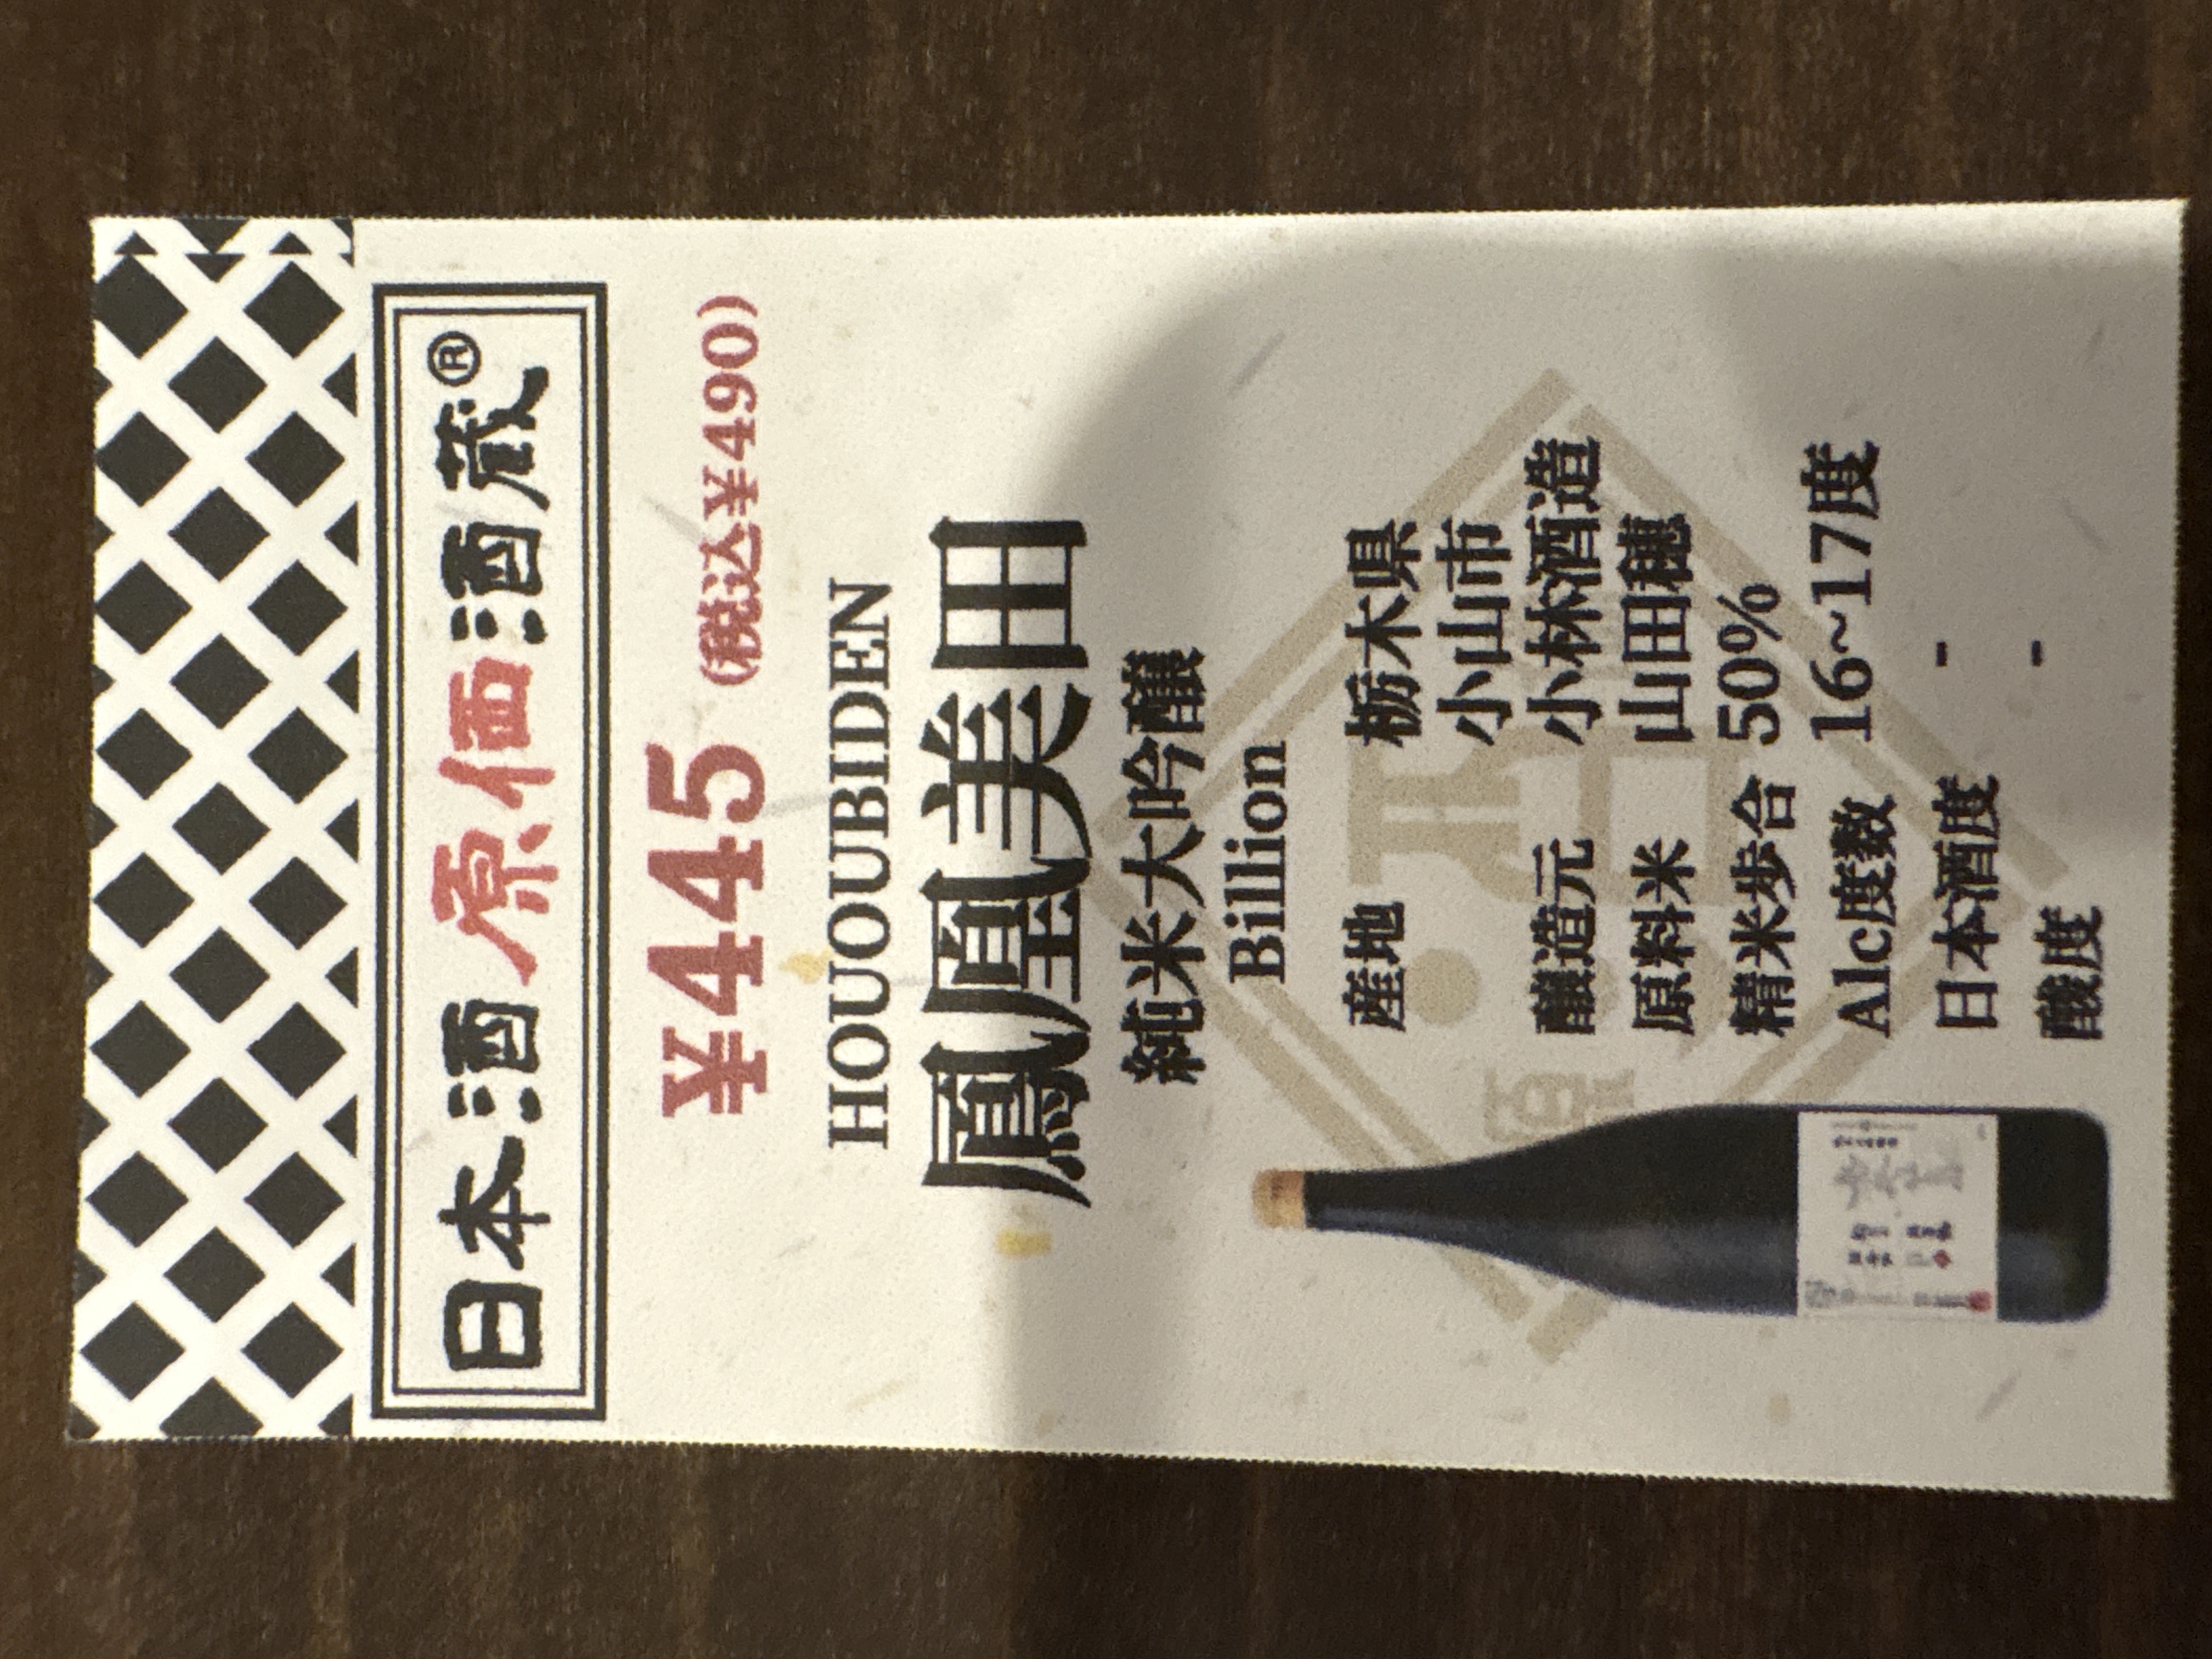 日本酒原価酒蔵®
¥445 (税込¥490)
HOUOUBIDEN
鳳凰美田
純米大吟醸
Billion
産地 栃木県
小山市
醸造元 小林酒造
原料米 山田穂
精米歩合 50%
Alc度数 16~17度
日本酒度 -
酸度 -